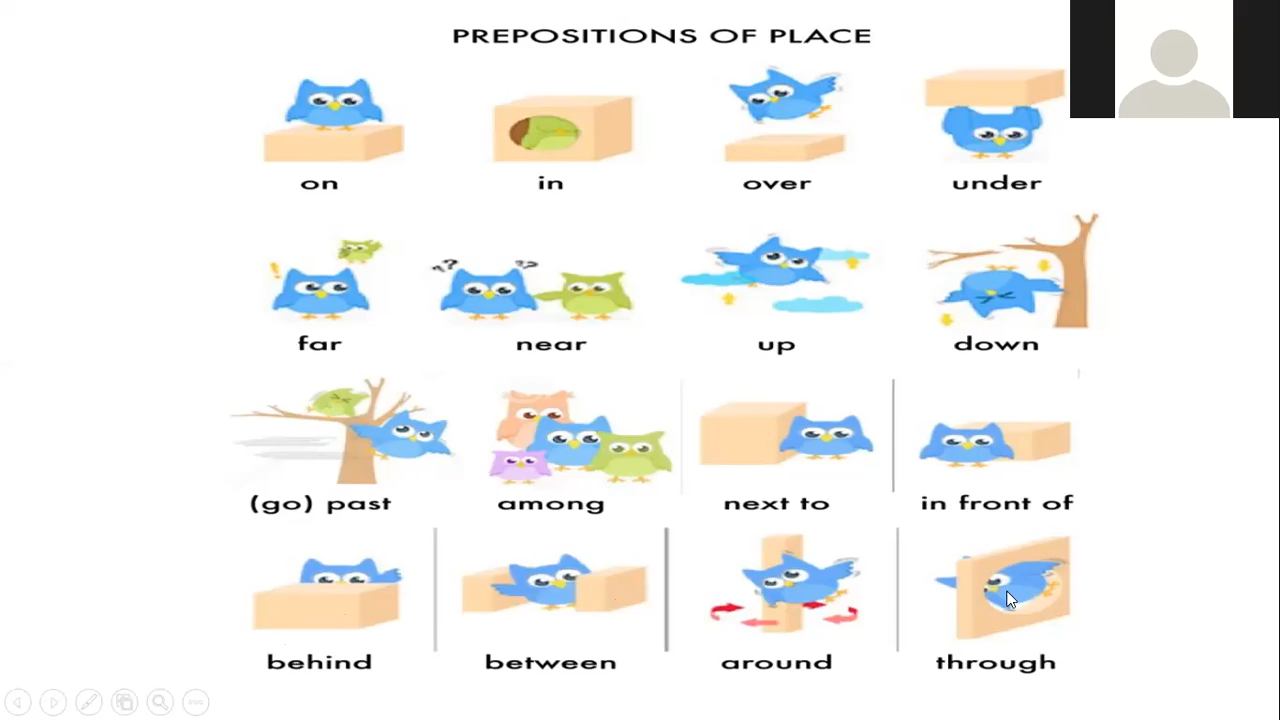 PREPOSITIONS OF PLACE
on in over under
far near up down
(go) past among next to in front of
behind between around through